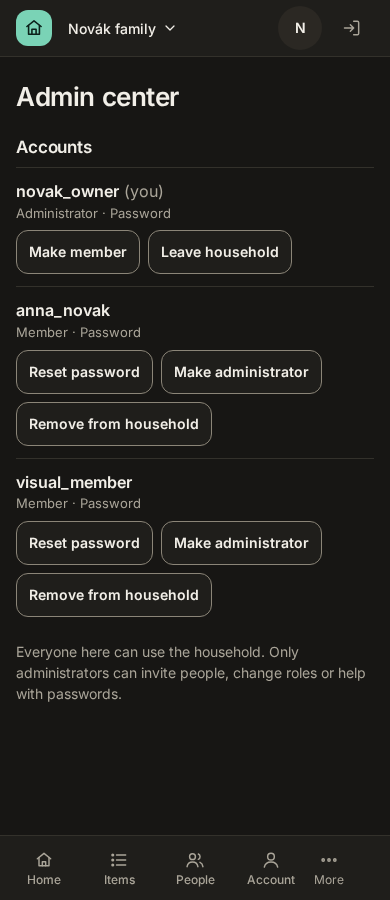 Novák family
N
Admin center
Accounts
novak_owner (you)
Administrator · Password
Make member
Leave household
anna_novak
Member · Password
Reset password
Make administrator
Remove from household
visual_member
Member · Password
Reset password
Make administrator
Remove from household
Everyone here can use the household. Only
administrators can invite people, change roles or help
with passwords.
Home
Items
People
Account
More